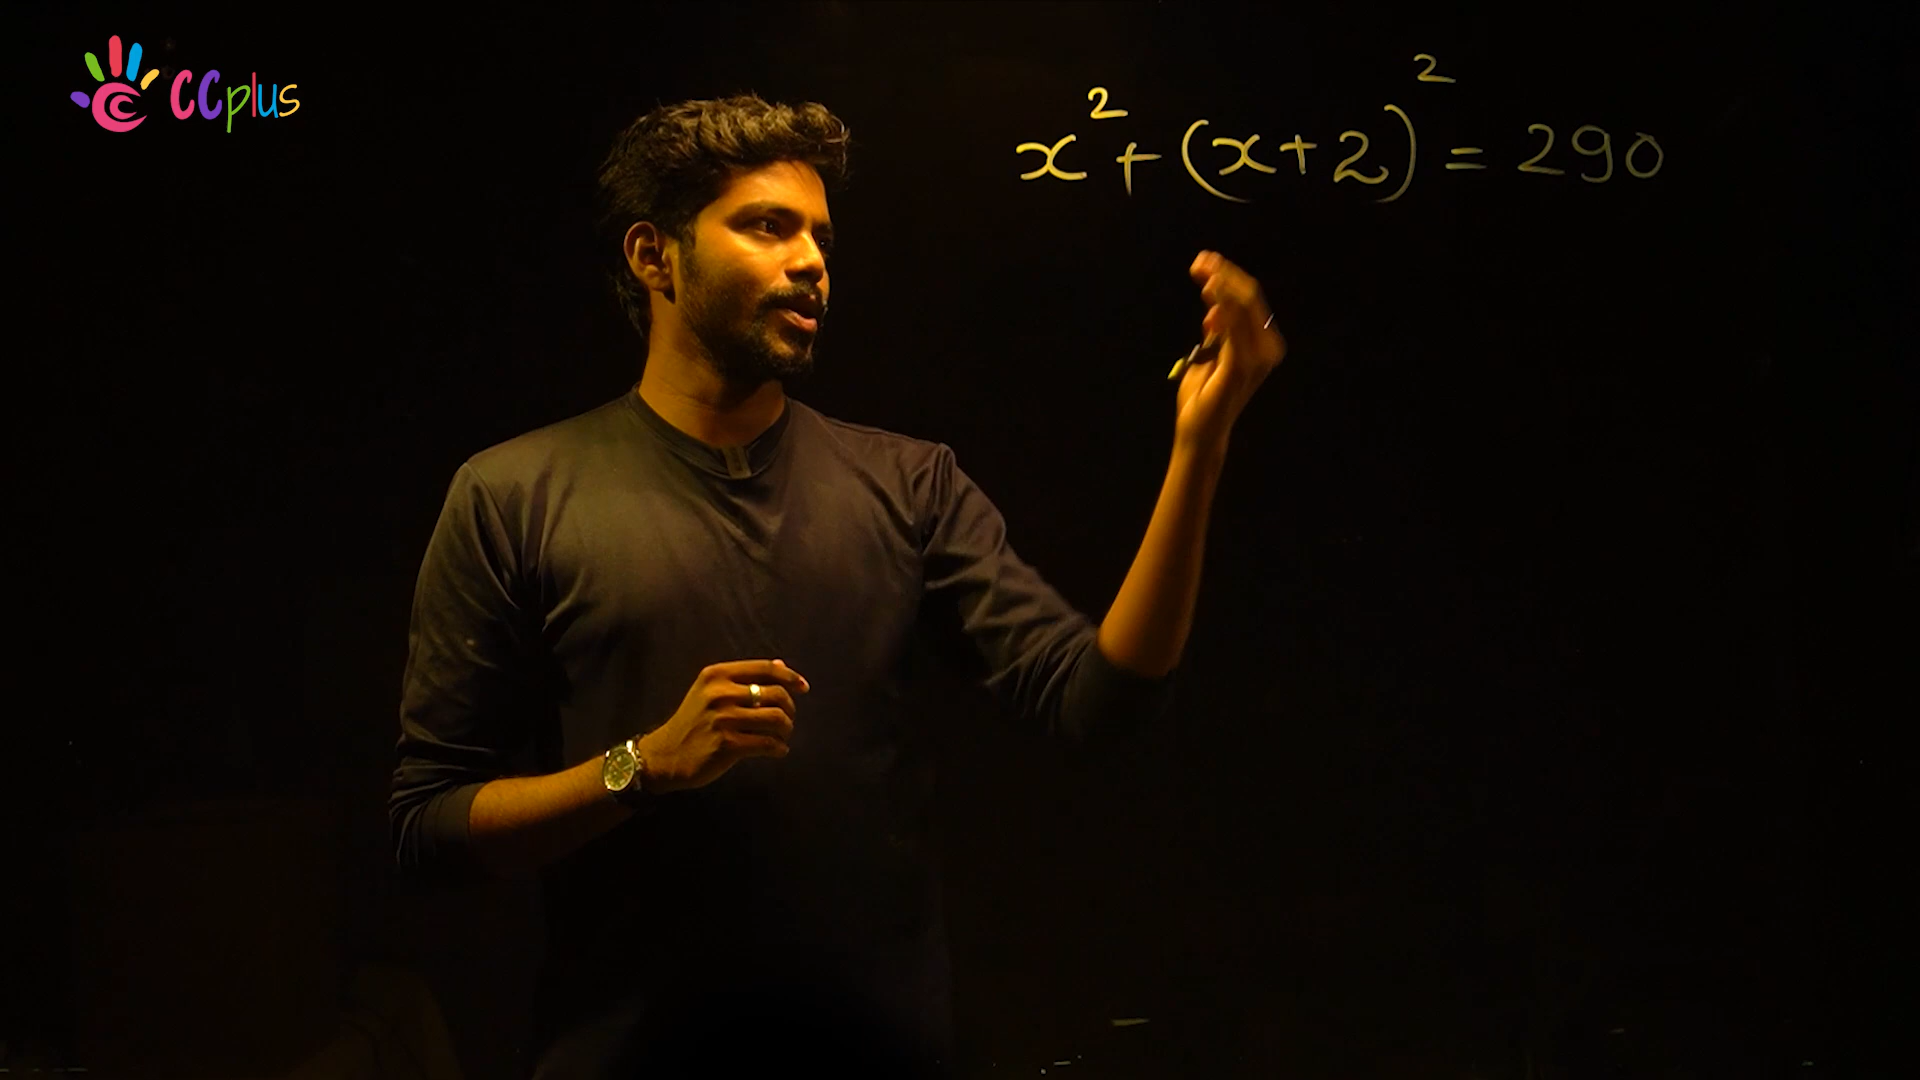 CCplus
x² + (x+2)² = 290